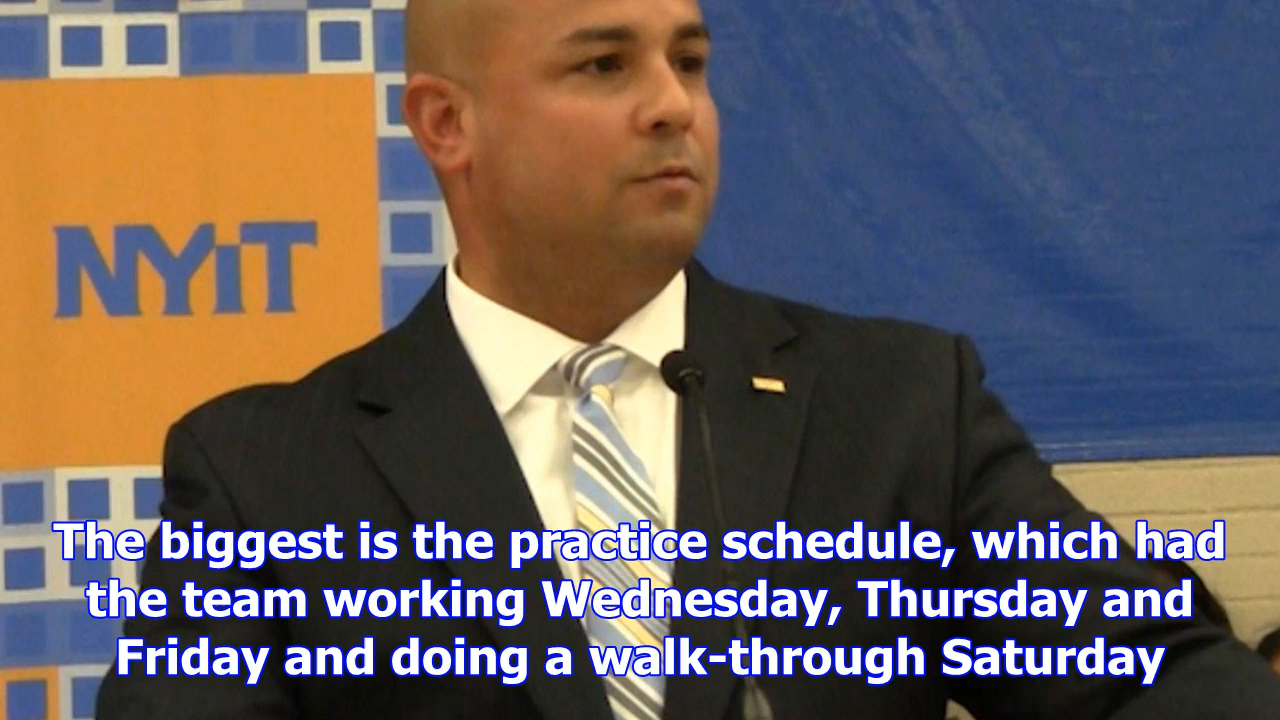 NYiT
The biggest is the practice schedule, which had
the team working Wednesday, Thursday and
Friday and doing a walk-through Saturday